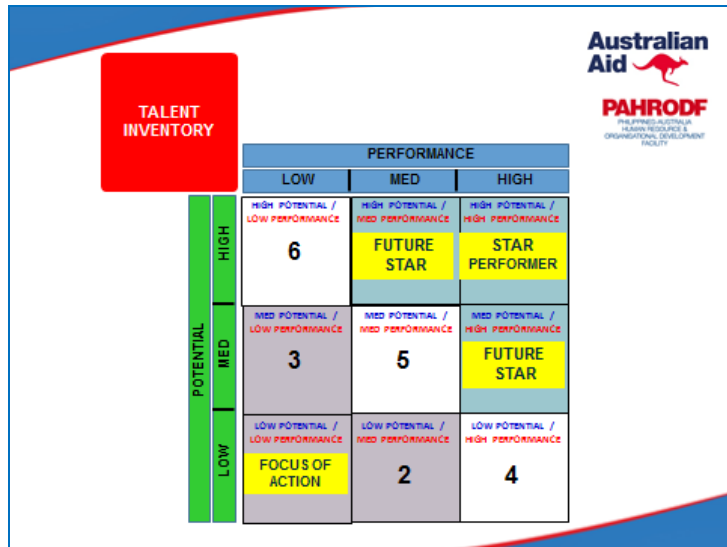 Australian
Aid
PAHRODF
PHILIPPINES-AUSTRALIA
HUMAN RESOURCE &
ORGANISATIONAL DEVELOPMENT
FACILITY
TALENT
INVENTORY
PERFORMANCE
LOW MED HIGH
POTENTIAL
HIGH
HIGH POTENTIAL /
LOW PERFORMANCE
6
HIGH POTENTIAL /
MED PERFORMANCE
FUTURE
STAR
HIGH POTENTIAL /
HIGH PERFORMANCE
STAR
PERFORMER
MED
MED POTENTIAL /
LOW PERFORMANCE
3
MED POTENTIAL /
MED PERFORMANCE
5
MED POTENTIAL /
HIGH PERFORMANCE
FUTURE
STAR
LOW
LOW POTENTIAL /
LOW PERFORMANCE
FOCUS OF
ACTION
LOW POTENTIAL /
MED PERFORMANCE
2
LOW POTENTIAL /
HIGH PERFORMANCE
4